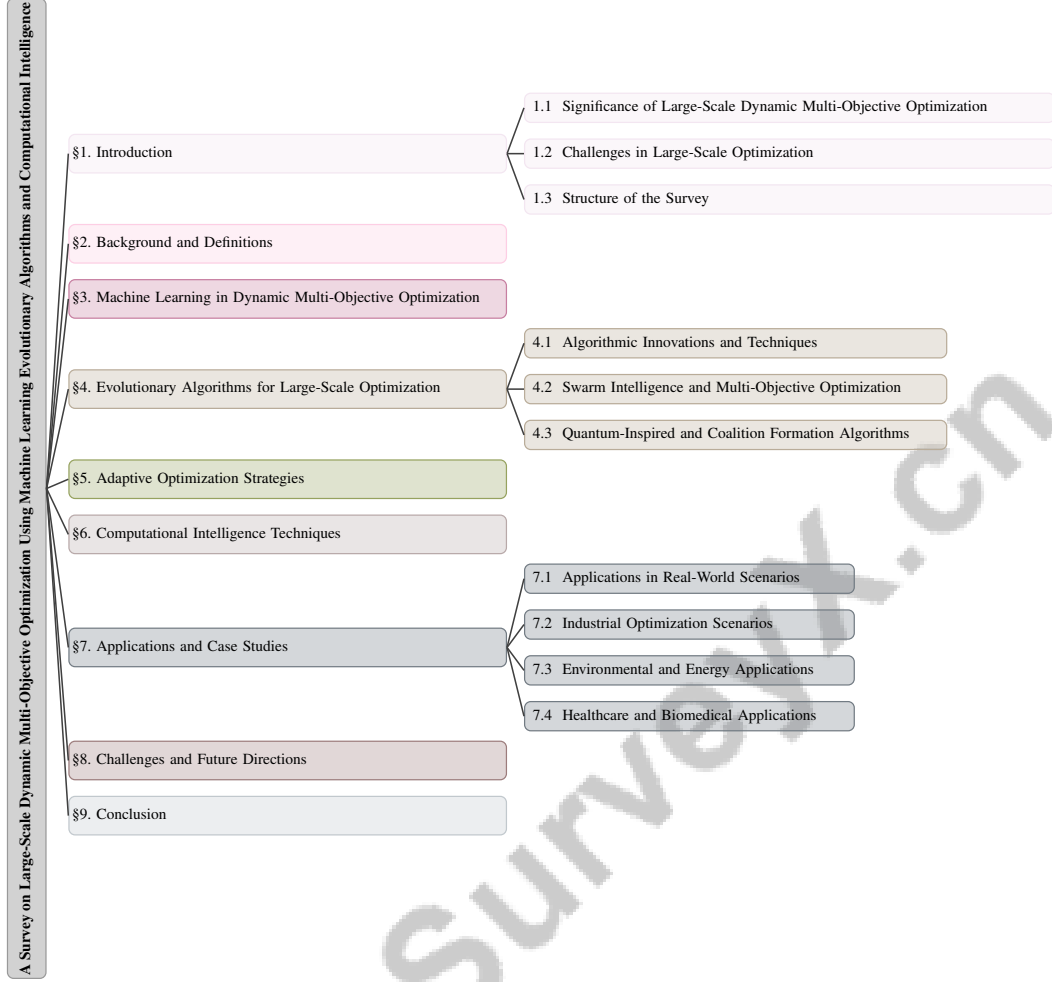 A Survey on Large-Scale Dynamic Multi-Objective Optimization Using Machine Learning Evolutionary Algorithms and Computational Intelligence
§1. Introduction
1.1 Significance of Large-Scale Dynamic Multi-Objective Optimization
1.2 Challenges in Large-Scale Optimization
1.3 Structure of the Survey
§2. Background and Definitions
§3. Machine Learning in Dynamic Multi-Objective Optimization
§4. Evolutionary Algorithms for Large-Scale Optimization
4.1 Algorithmic Innovations and Techniques
4.2 Swarm Intelligence and Multi-Objective Optimization
4.3 Quantum-Inspired and Coalition Formation Algorithms
§5. Adaptive Optimization Strategies
§6. Computational Intelligence Techniques
§7. Applications and Case Studies
7.1 Applications in Real-World Scenarios
7.2 Industrial Optimization Scenarios
7.3 Environmental and Energy Applications
7.4 Healthcare and Biomedical Applications
§8. Challenges and Future Directions
§9. Conclusion
Surveyx.cn